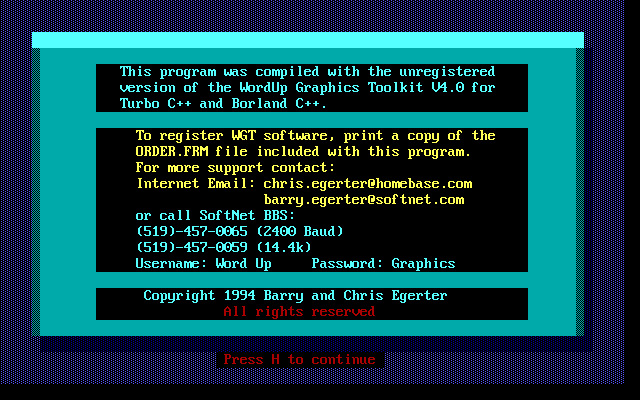 This program was compiled with the unregistered
version of the WordUp Graphics Toolkit V4.0 for
Turbo C++ and Borland C++.
To register WGT software, print a copy of the
ORDER.FRM file included with this program.
For more support contact:
Internet Email: chris.egerter@homebase.com
barry.egerter@softnet.com
or call SoftNet BBS:
(519)-457-0065 (2400 Baud)
(519)-457-0059 (14.4k)
Username: Word Up Password: Graphics
Copyright 1994 Barry and Chris Egerter
All rights reserved
Press H to continue